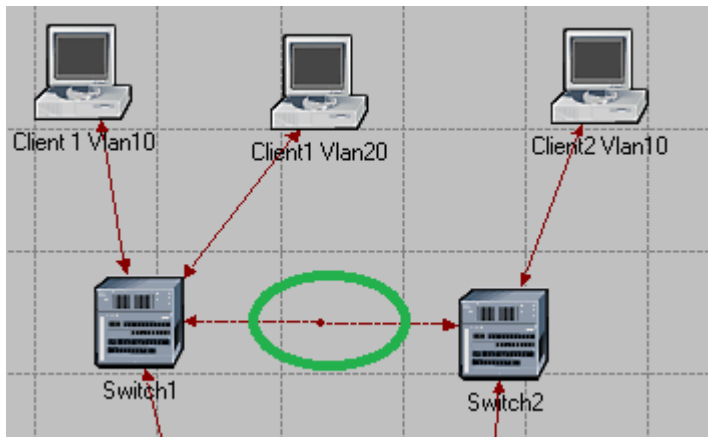 Client 1 Vlan10
Client1 Vlan20
Client2 Vlan10
Switch1
Switch2